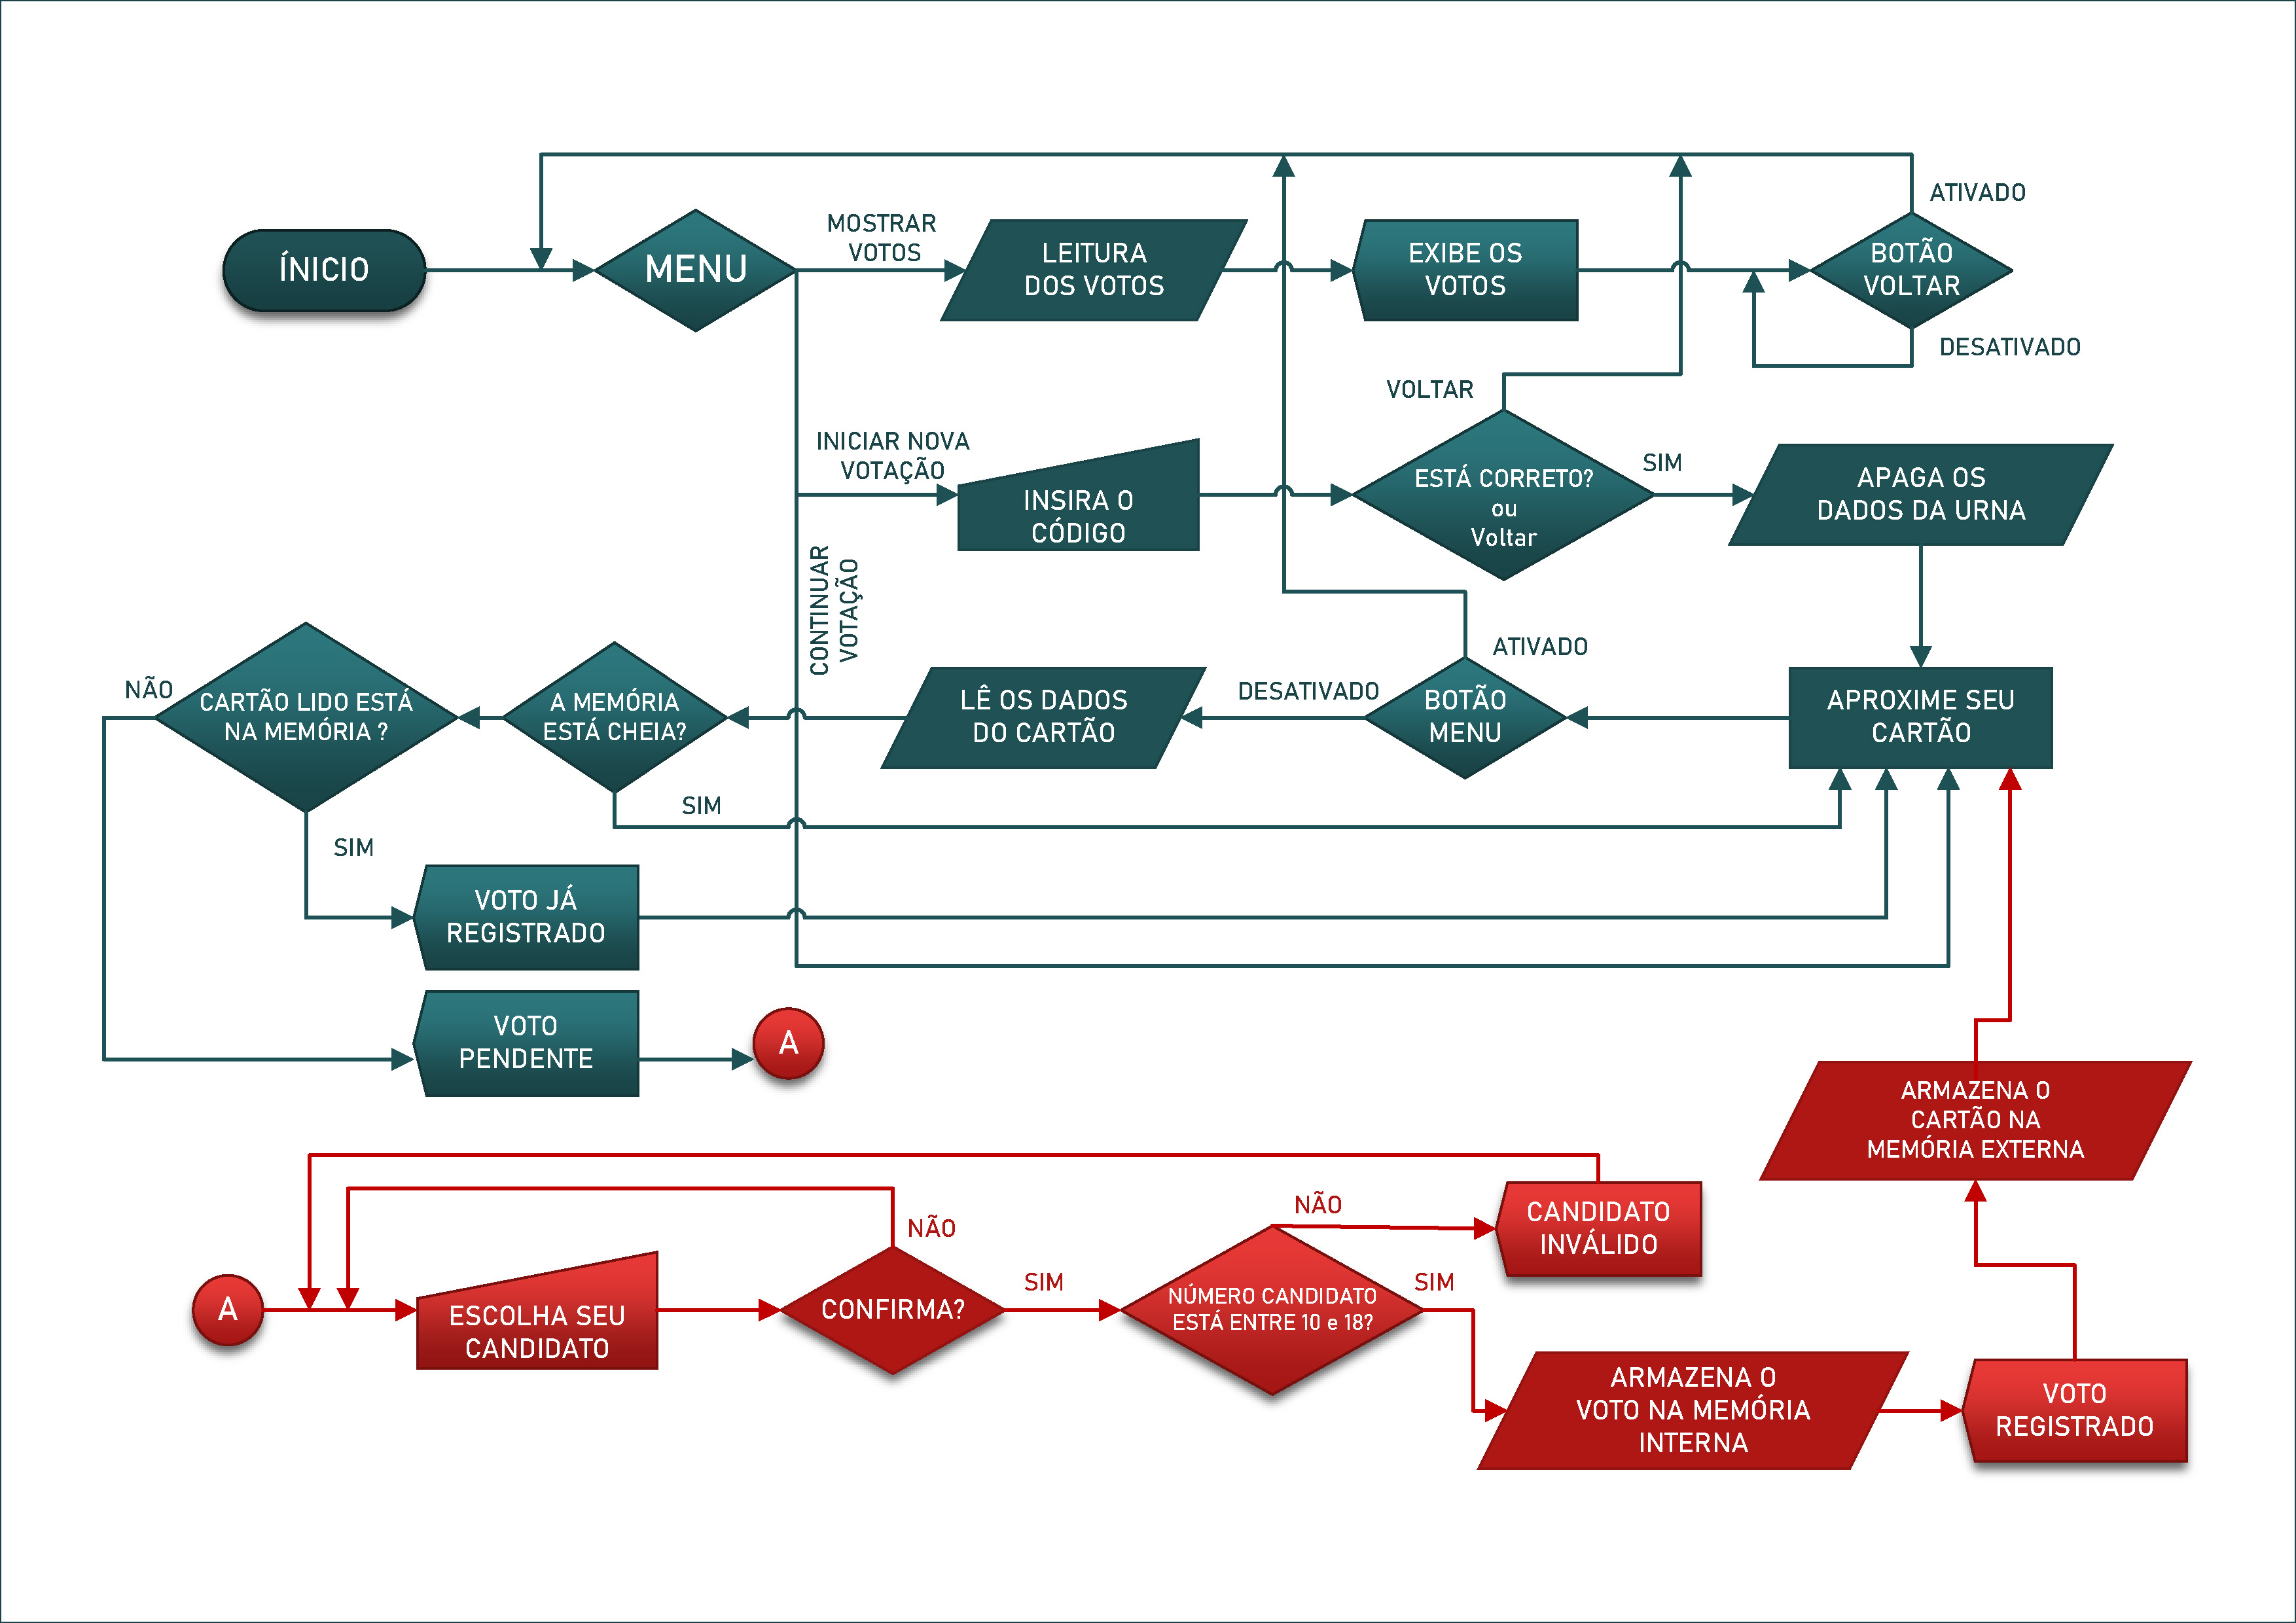 ÍNICIO
MENU
MOSTRAR
VOTOS
LEITURA
DOS VOTOS
EXIBE OS
VOTOS
BOTÃO
VOLTAR
ATIVADO
DESATIVADO
INICIAR NOVA
VOTAÇÃO
INSIRA O
CÓDIGO
VOLTAR
ESTÁ CORRETO?
ou
Voltar
SIM
APAGA OS
DADOS DA URNA
CONTINUAR
VOTAÇÃO
NÃO
CARTÃO LIDO ESTÁ
NA MEMÓRIA ?
A MEMÓRIA
ESTÁ CHEIA?
LÊ OS DADOS
DO CARTÃO
DESATIVADO
ATIVADO
BOTÃO
MENU
APROXIME SEU
CARTÃO
SIM
SIM
VOTO JÁ
REGISTRADO
VOTO
PENDENTE
A
ARMAZENA O
CARTÃO NA
MEMÓRIA EXTERNA
A
ESCOLHA SEU
CANDIDATO
CONFIRMA?
NÃO
SIM
NÚMERO CANDIDATO
ESTÁ ENTRE 10 e 18?
NÃO
CANDIDATO
INVÁLIDO
SIM
ARMAZENA O
VOTO NA MEMÓRIA
INTERNA
VOTO
REGISTRADO